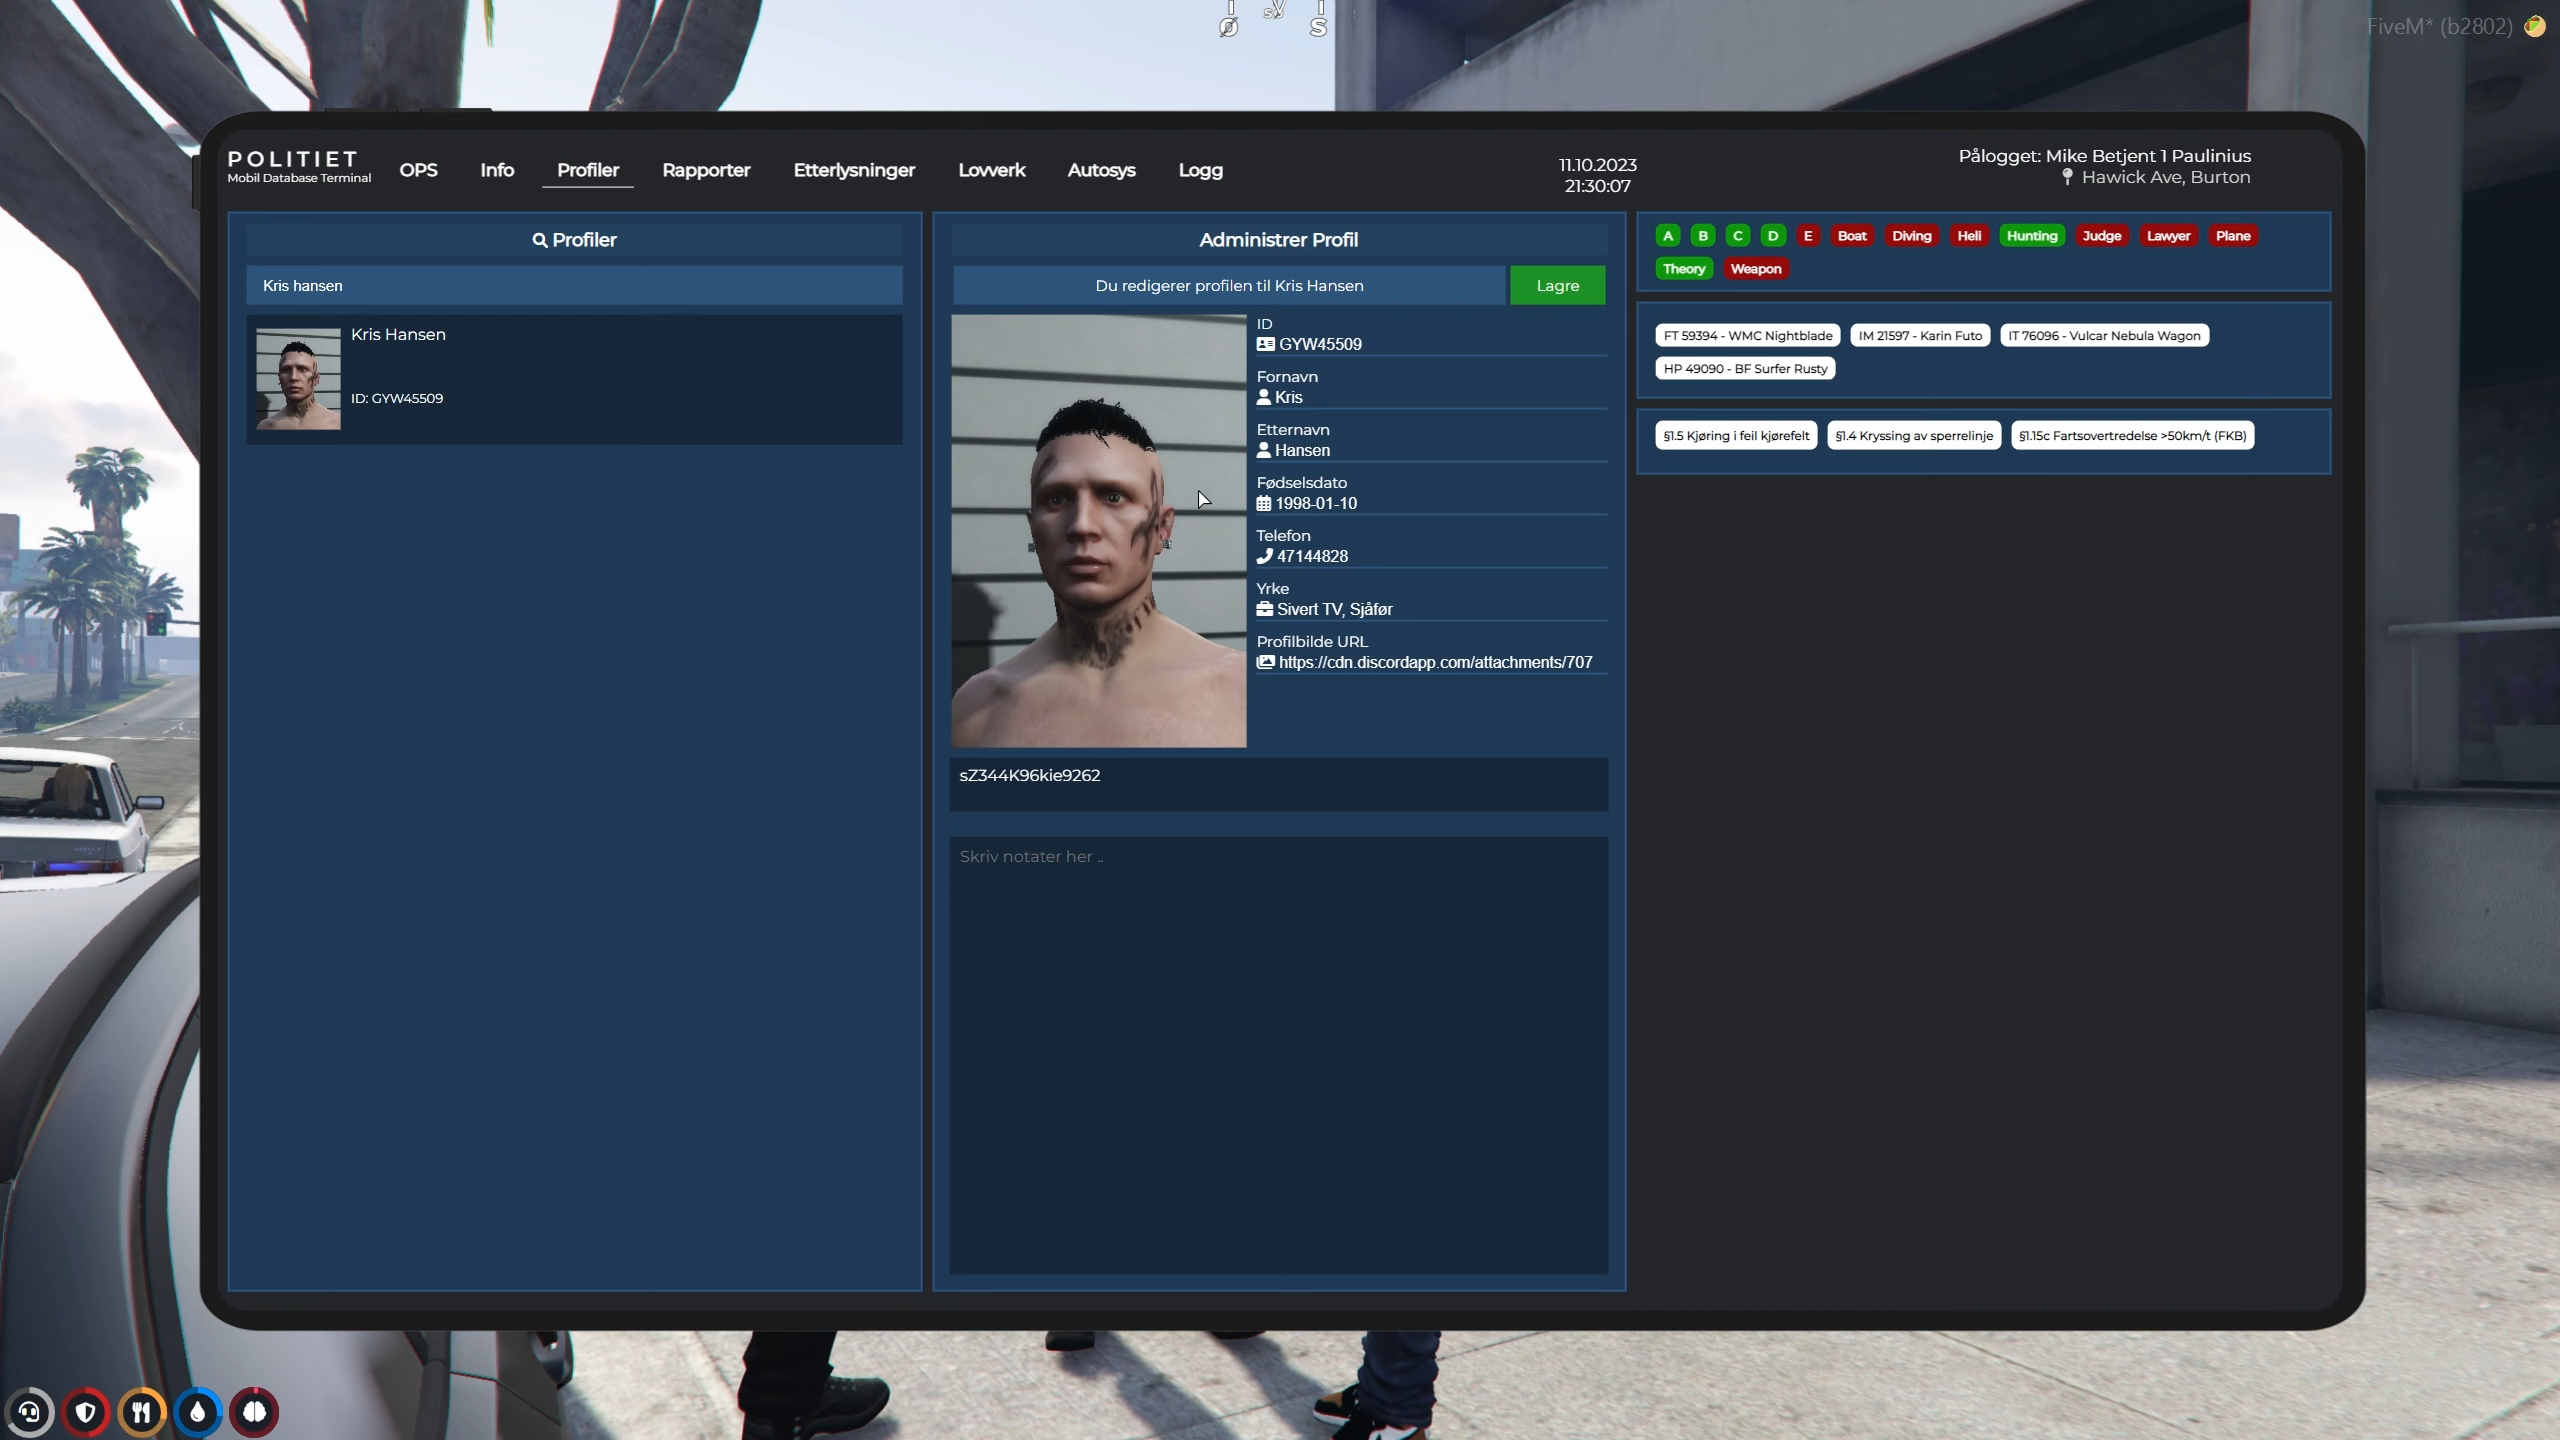 FiveM* (b2802)
POLITIET
Mobil Database Terminal
OPS Info Profiler Rapporter Etterlysninger Lovverk Autosys Logg
11.10.2023
21:30:07
Pålogget: Mike Betjent 1 Paulinius
Hawick Ave, Burton
Profiler
Kris hansen
Kris Hansen
ID: GYW45509
Administrer Profil
Du redigerer profilen til Kris Hansen
Lagre
ID
GYW45509
Fornavn
Kris
Etternavn
Hansen
Fødselsdato
1998-01-10
Telefon
47144828
Yrke
Sivert TV, Sjåfør
Profilbilde URL
https://cdn.discordapp.com/attachments/707
sZ344K96kie9262
Skriv notater her ..
A B C D E Boat Diving Heli Hunting Judge Lawyer Plane
Theory Weapon
FT 59394 - WMC Nightblade IM 21597 - Karin Futo IT 76096 - Vulcar Nebula Wagon
HP 49090 - BF Surfer Rusty
§1.5 Kjøring i feil kjørefelt §1.4 Kryssing av sperrelinje §1.15c Fartsovertredelse >50km/t (FKB)